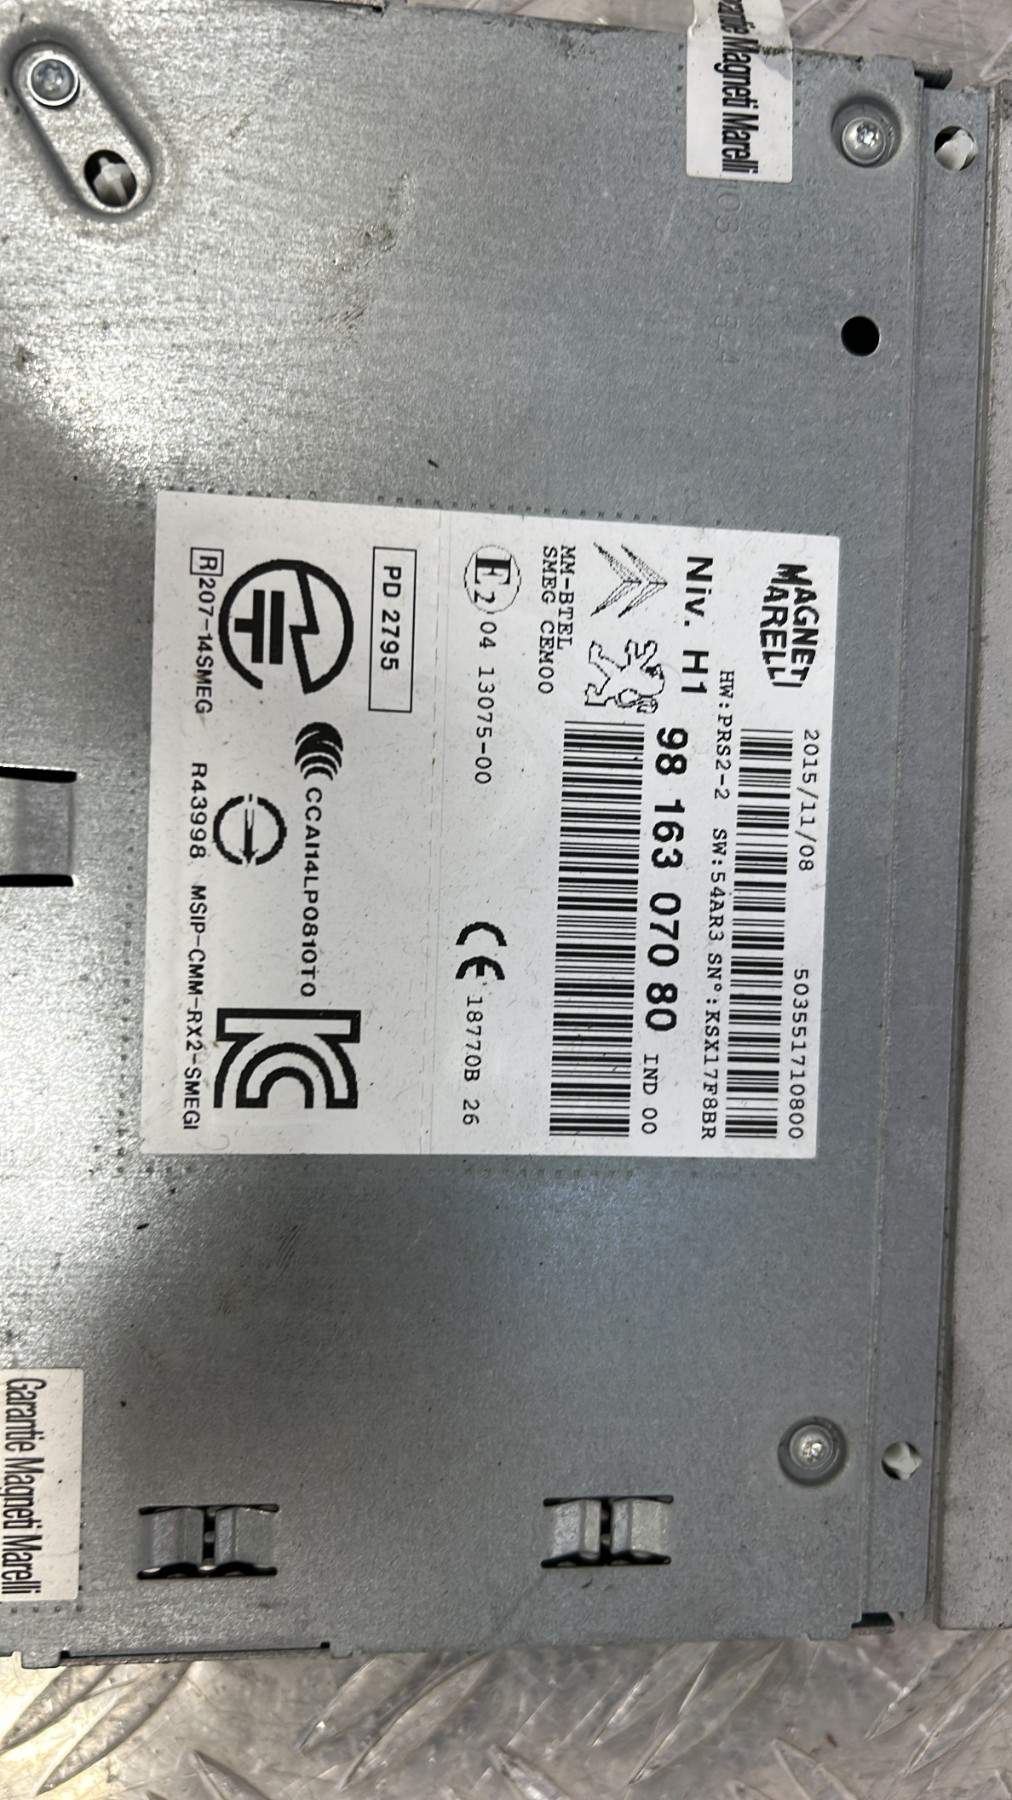 Garantie Magneti Marelli
MAGNETI
MARELLI
2015/11/08 503551710800
HW:PRS2-2 SW:54AR3 SN°:KSX17F8BR
Niv. H1 98 163 070 80 IND 00
MM-BTEL
SMEG CEM00
E2 04 13075-00 CE 18770B 26
PD 2795
CCAI14LP0810T0
R 207-14SMEG R43998 MSIP-CMM-RX2-SMEGI
Garantie Magneti Marelli